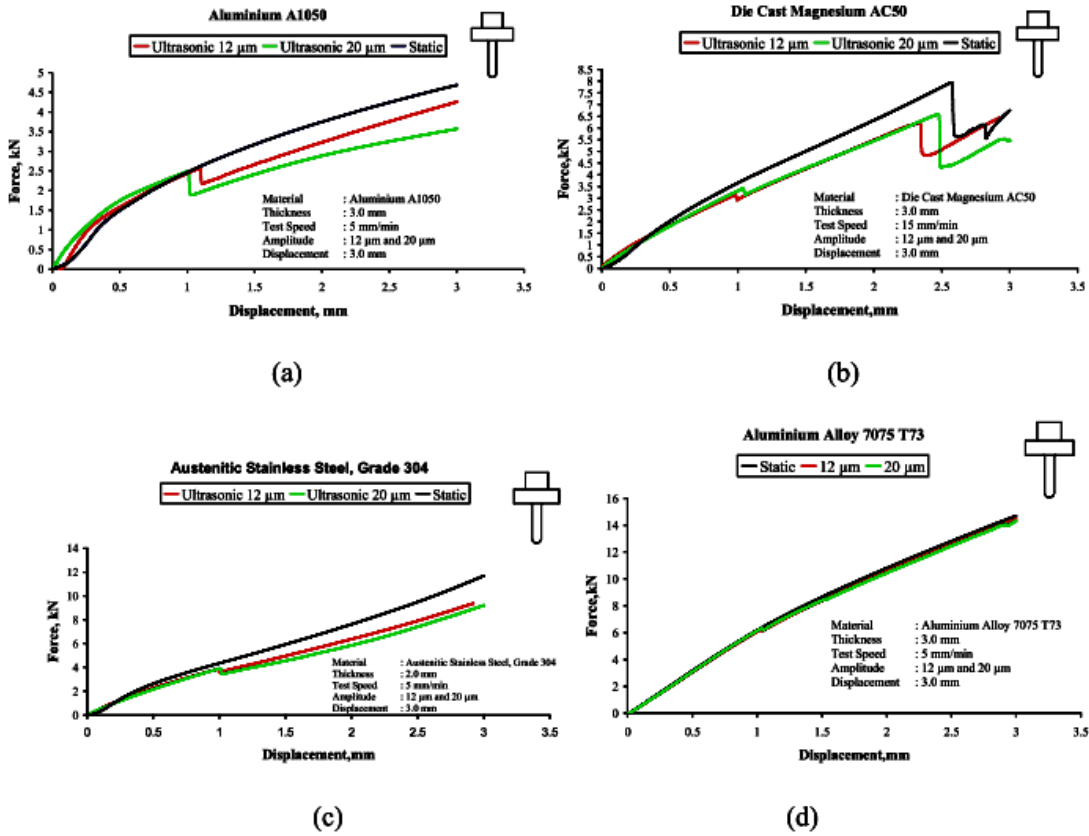 Aluminium A1050
Ultrasonic 12 µm Ultrasonic 20 µm Static
5
4.5
4
3.5
3
2.5
2
1.5
1
0.5
0
Force, kN
Material : Aluminium A1050
Thickness : 3.0 mm
Test Speed : 5 mm/min
Amplitude : 12 µm and 20 µm
Displacement : 3.0 mm
0 0.5 1 1.5 2 2.5 3 3.5
Displacement, mm
(a)
Die Cast Magnesium AC50
Ultrasonic 12 µm Ultrasonic 20 µm Static
8.5
8
7.5
7
6.5
6
5.5
5
4.5
4
3.5
3
2.5
2
1.5
1
0.5
0
Force,kN
Material : Die Cast Magnesium AC50
Thickness : 3.0 mm
Test Speed : 15 mm/min
Amplitude : 12 µm and 20 µm
Displacement : 3.0 mm
0 0.5 1 1.5 2 2.5 3 3.5
Displacement,mm
(b)
Austenitic Stainless Steel, Grade 304
Ultrasonic 12 µm Ultrasonic 20 µm Static
14
12
10
8
6
4
2
0
Force, kN
Material : Austenitic Stainless Steel, Grade 304
Thickness : 2.0 mm
Test Speed : 5 mm/min
Amplitude : 12 µm and 20 µm
Displacement : 3.0 mm
0 0.5 1 1.5 2 2.5 3 3.5
Displacement,mm
(c)
Aluminium Alloy 7075 T73
Static 12 µm 20 µm
16
14
12
10
8
6
4
2
0
Force, kN
Material : Aluminium Alloy 7075 T73
Thickness : 3.0 mm
Test Speed : 5 mm/min
Amplitude : 12 µm and 20 µm
Displacement : 3.0 mm
0 0.5 1 1.5 2 2.5 3 3.5
Displacement,mm
(d)